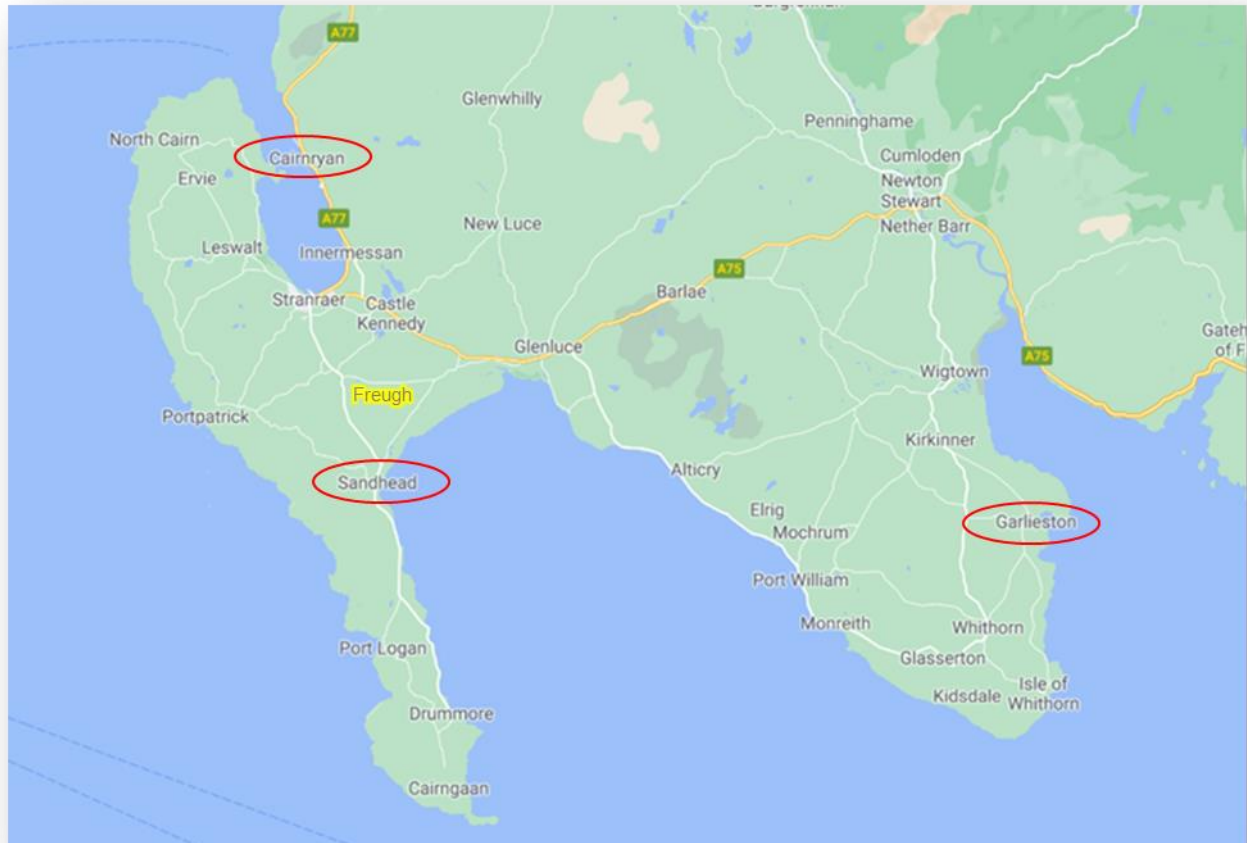 A77
Glenwhilly
Penninghame
North Cairn
Cairnryan
Cumloden
Ervie
Newton
Stewart
A77
New Luce
Nether Barr
Leswalt
Innermessan
A75
Barlae
Stranraer
Castle
Kennedy
Glenluce
A75
Wigtown
Freugh
Portpatrick
Kirkinner
Alticry
Sandhead
Elrig
Garlieston
Mochrum
Port William
Monreith
Whithorn
Port Logan
Glasserton
Isle of
Whithorn
Kidsdale
Drummore
Cairngaan